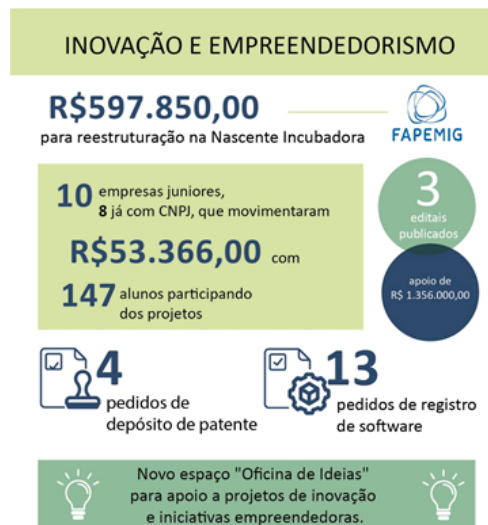 INOVAÇÃO E EMPREENDEDORISMO
R$597.850,00
para reestruturação na Nascente Incubadora
FAPEMIG
10 empresas juniores,
8 já com CNPJ, que movimentaram
R$53.366,00 com
147 alunos participando
dos projetos
3
editais
publicados
apoio de
R$ 1.356.000,00
4
pedidos de
depósito de patente
13
pedidos de registro
de software
Novo espaço "Oficina de Ideias"
para apoio a projetos de inovação
e iniciativas empreendedoras.